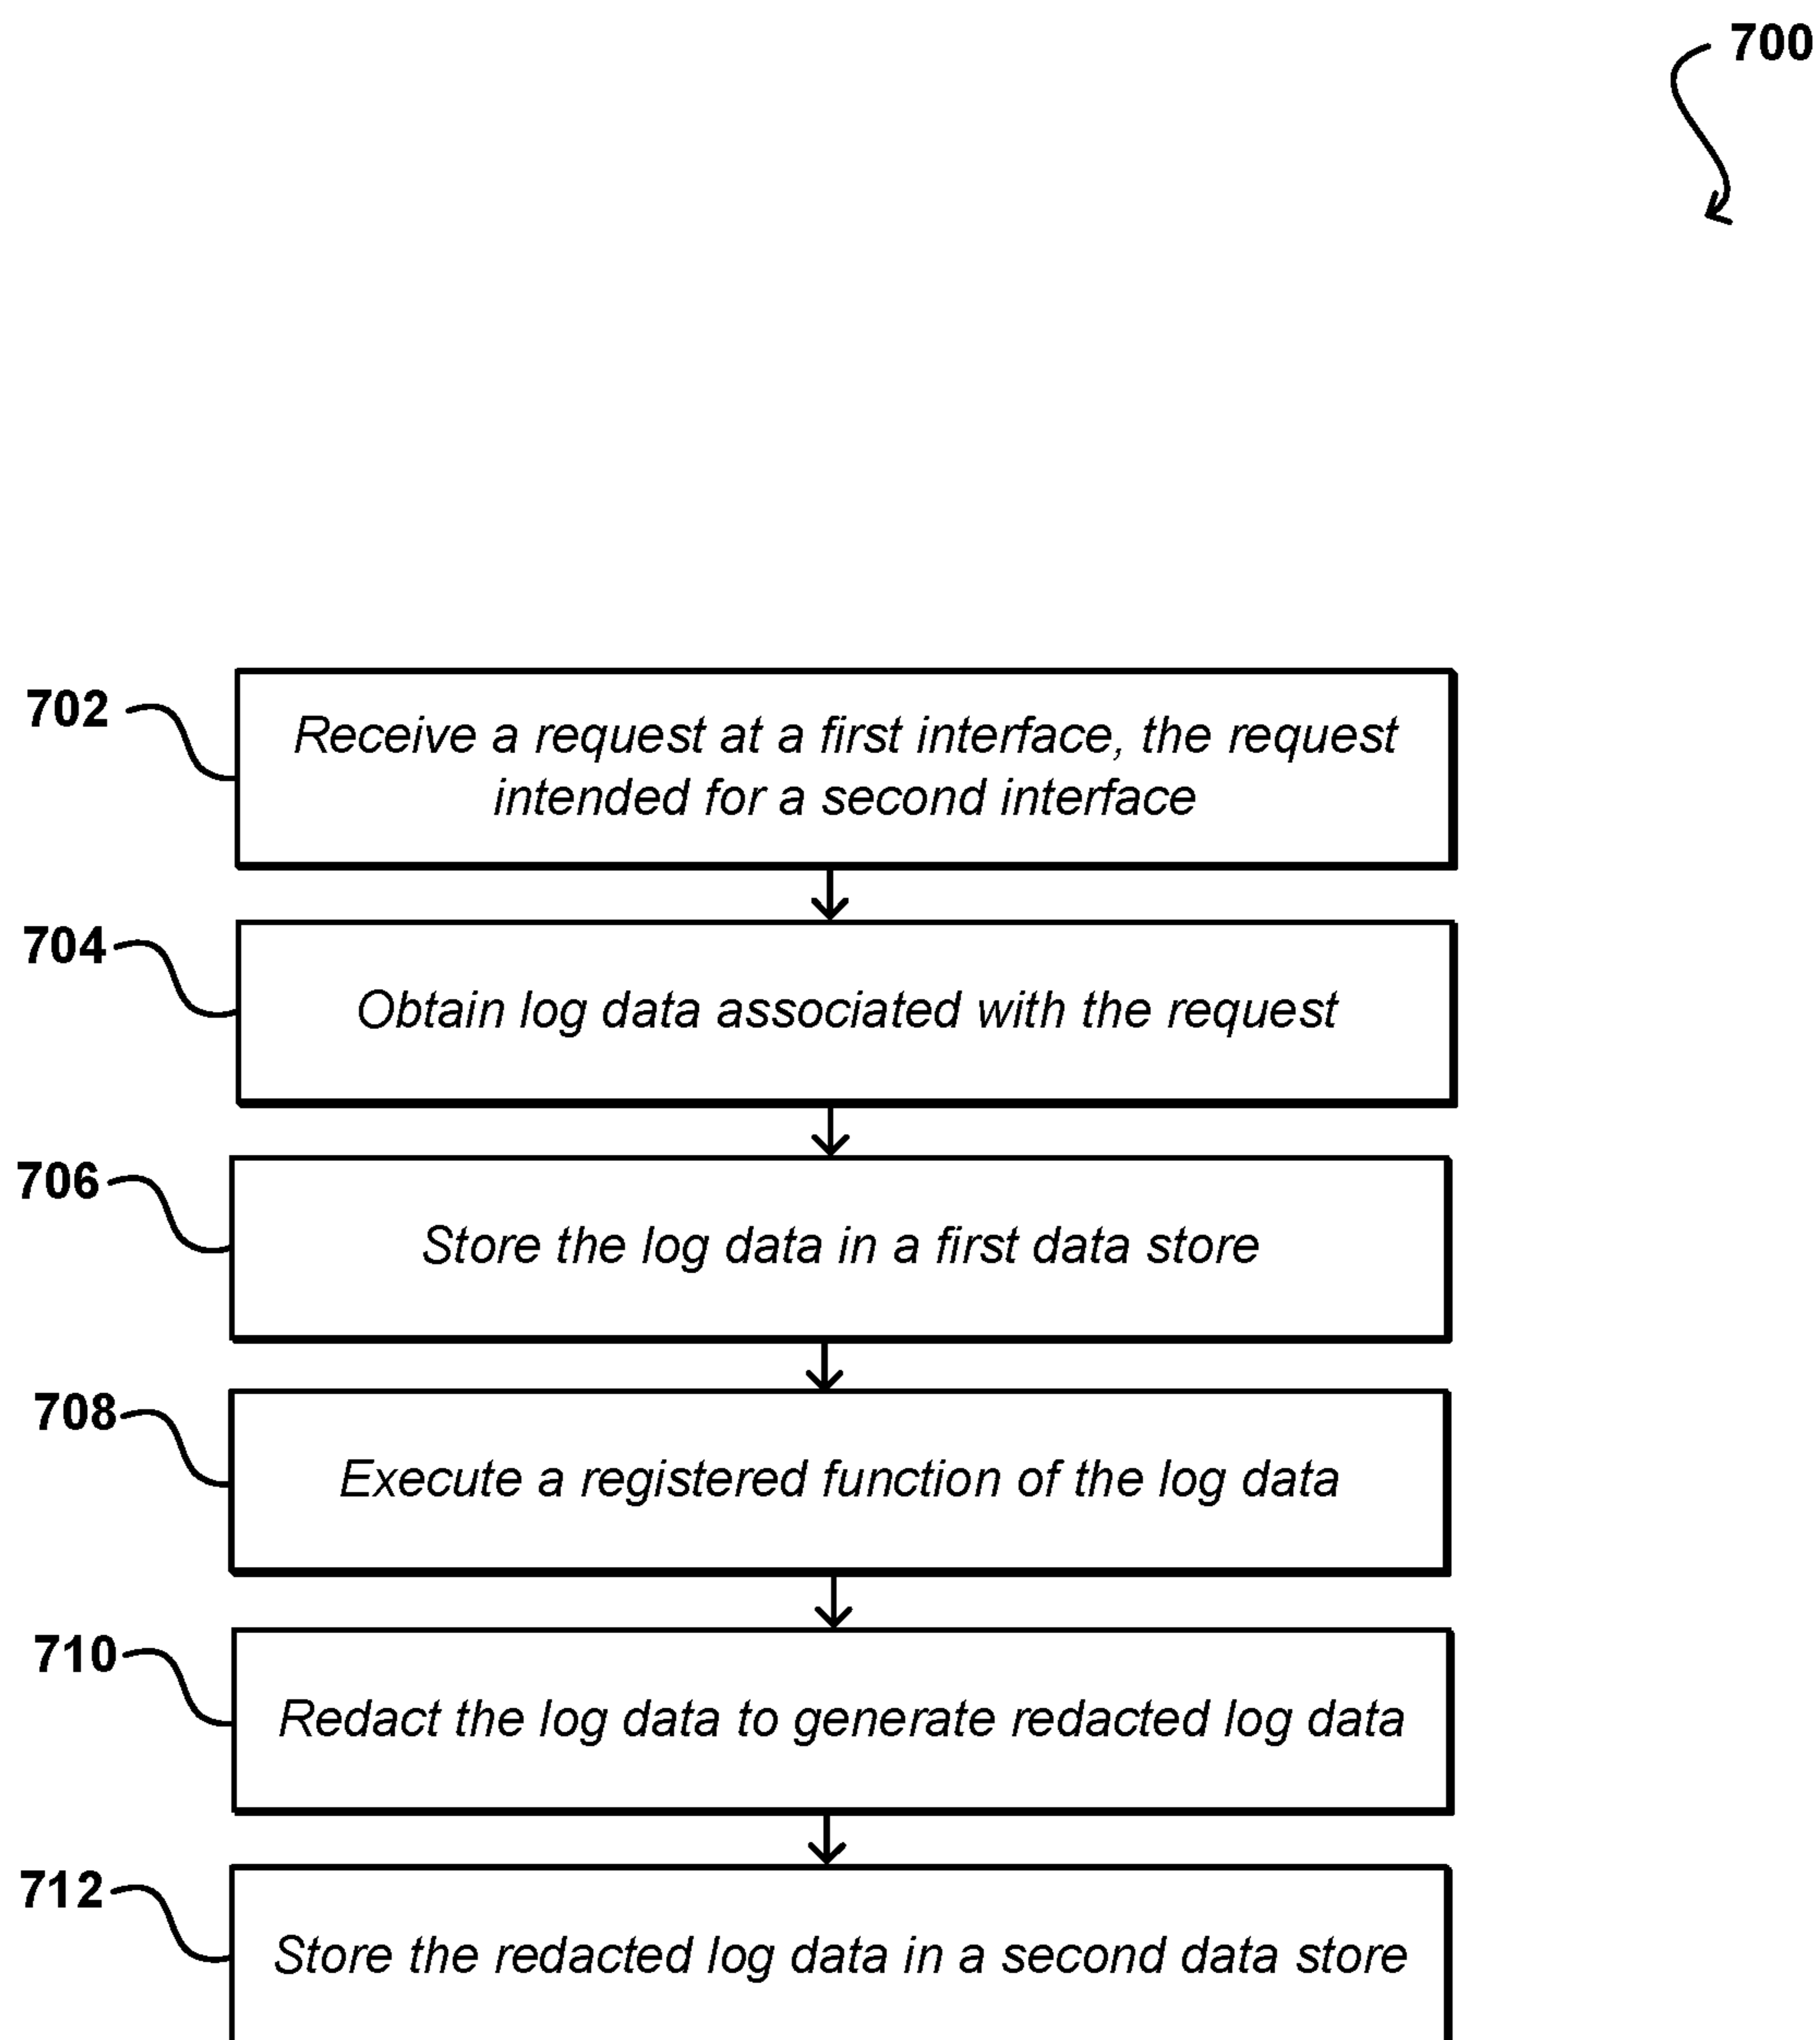 700
702
Receive a request at a first interface, the request
intended for a second interface
704
Obtain log data associated with the request
706
Store the log data in a first data store
708
Execute a registered function of the log data
710
Redact the log data to generate redacted log data
712
Store the redacted log data in a second data store